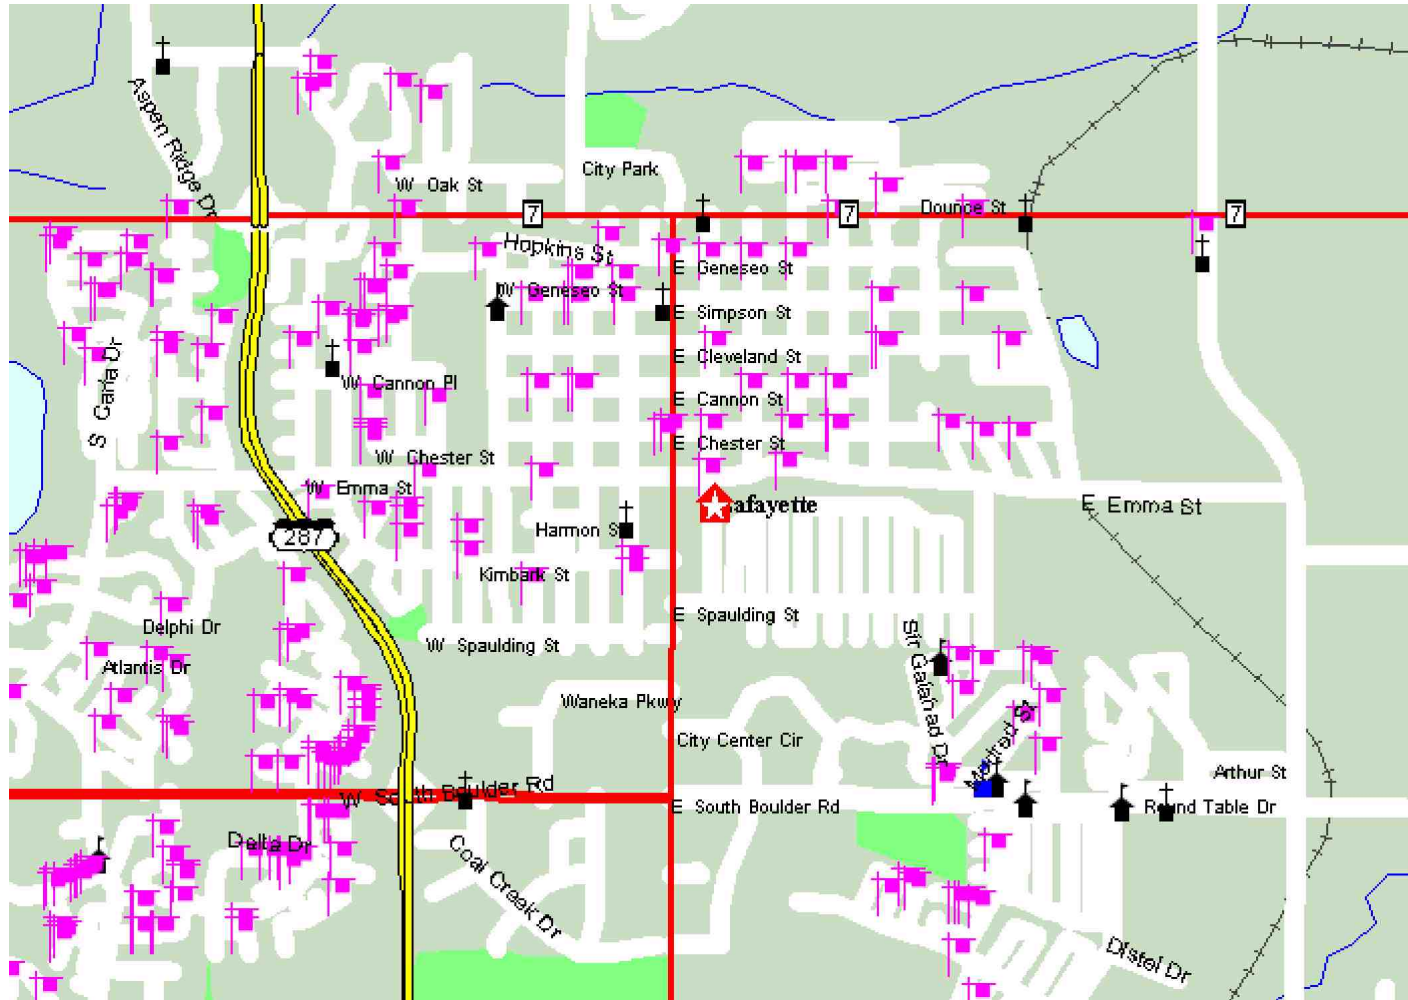 Aspen Ridge Dr
City Park
W Oak St
7
7
7
Dounce St
Hopkins St
E Geneseo St
W Geneseo St
E Simpson St
S Carla Dr
E Cleveland St
W Cannon Pl
E Cannon St
E Chester St
W Chester St
W Emma St
afayette
E Emma St
287
Harmon S
Kimbark St
E Spaulding St
Delphi Dr
W Spaulding St
Atlantis Dr
Sir Galahad Dr
Waneka Pkwy
Mordrad St
City Center Cir
Arthur St
W South Boulder Rd
E South Boulder Rd
Round Table Dr
Delta Dr
Coal Creek Dr
Distel Dr